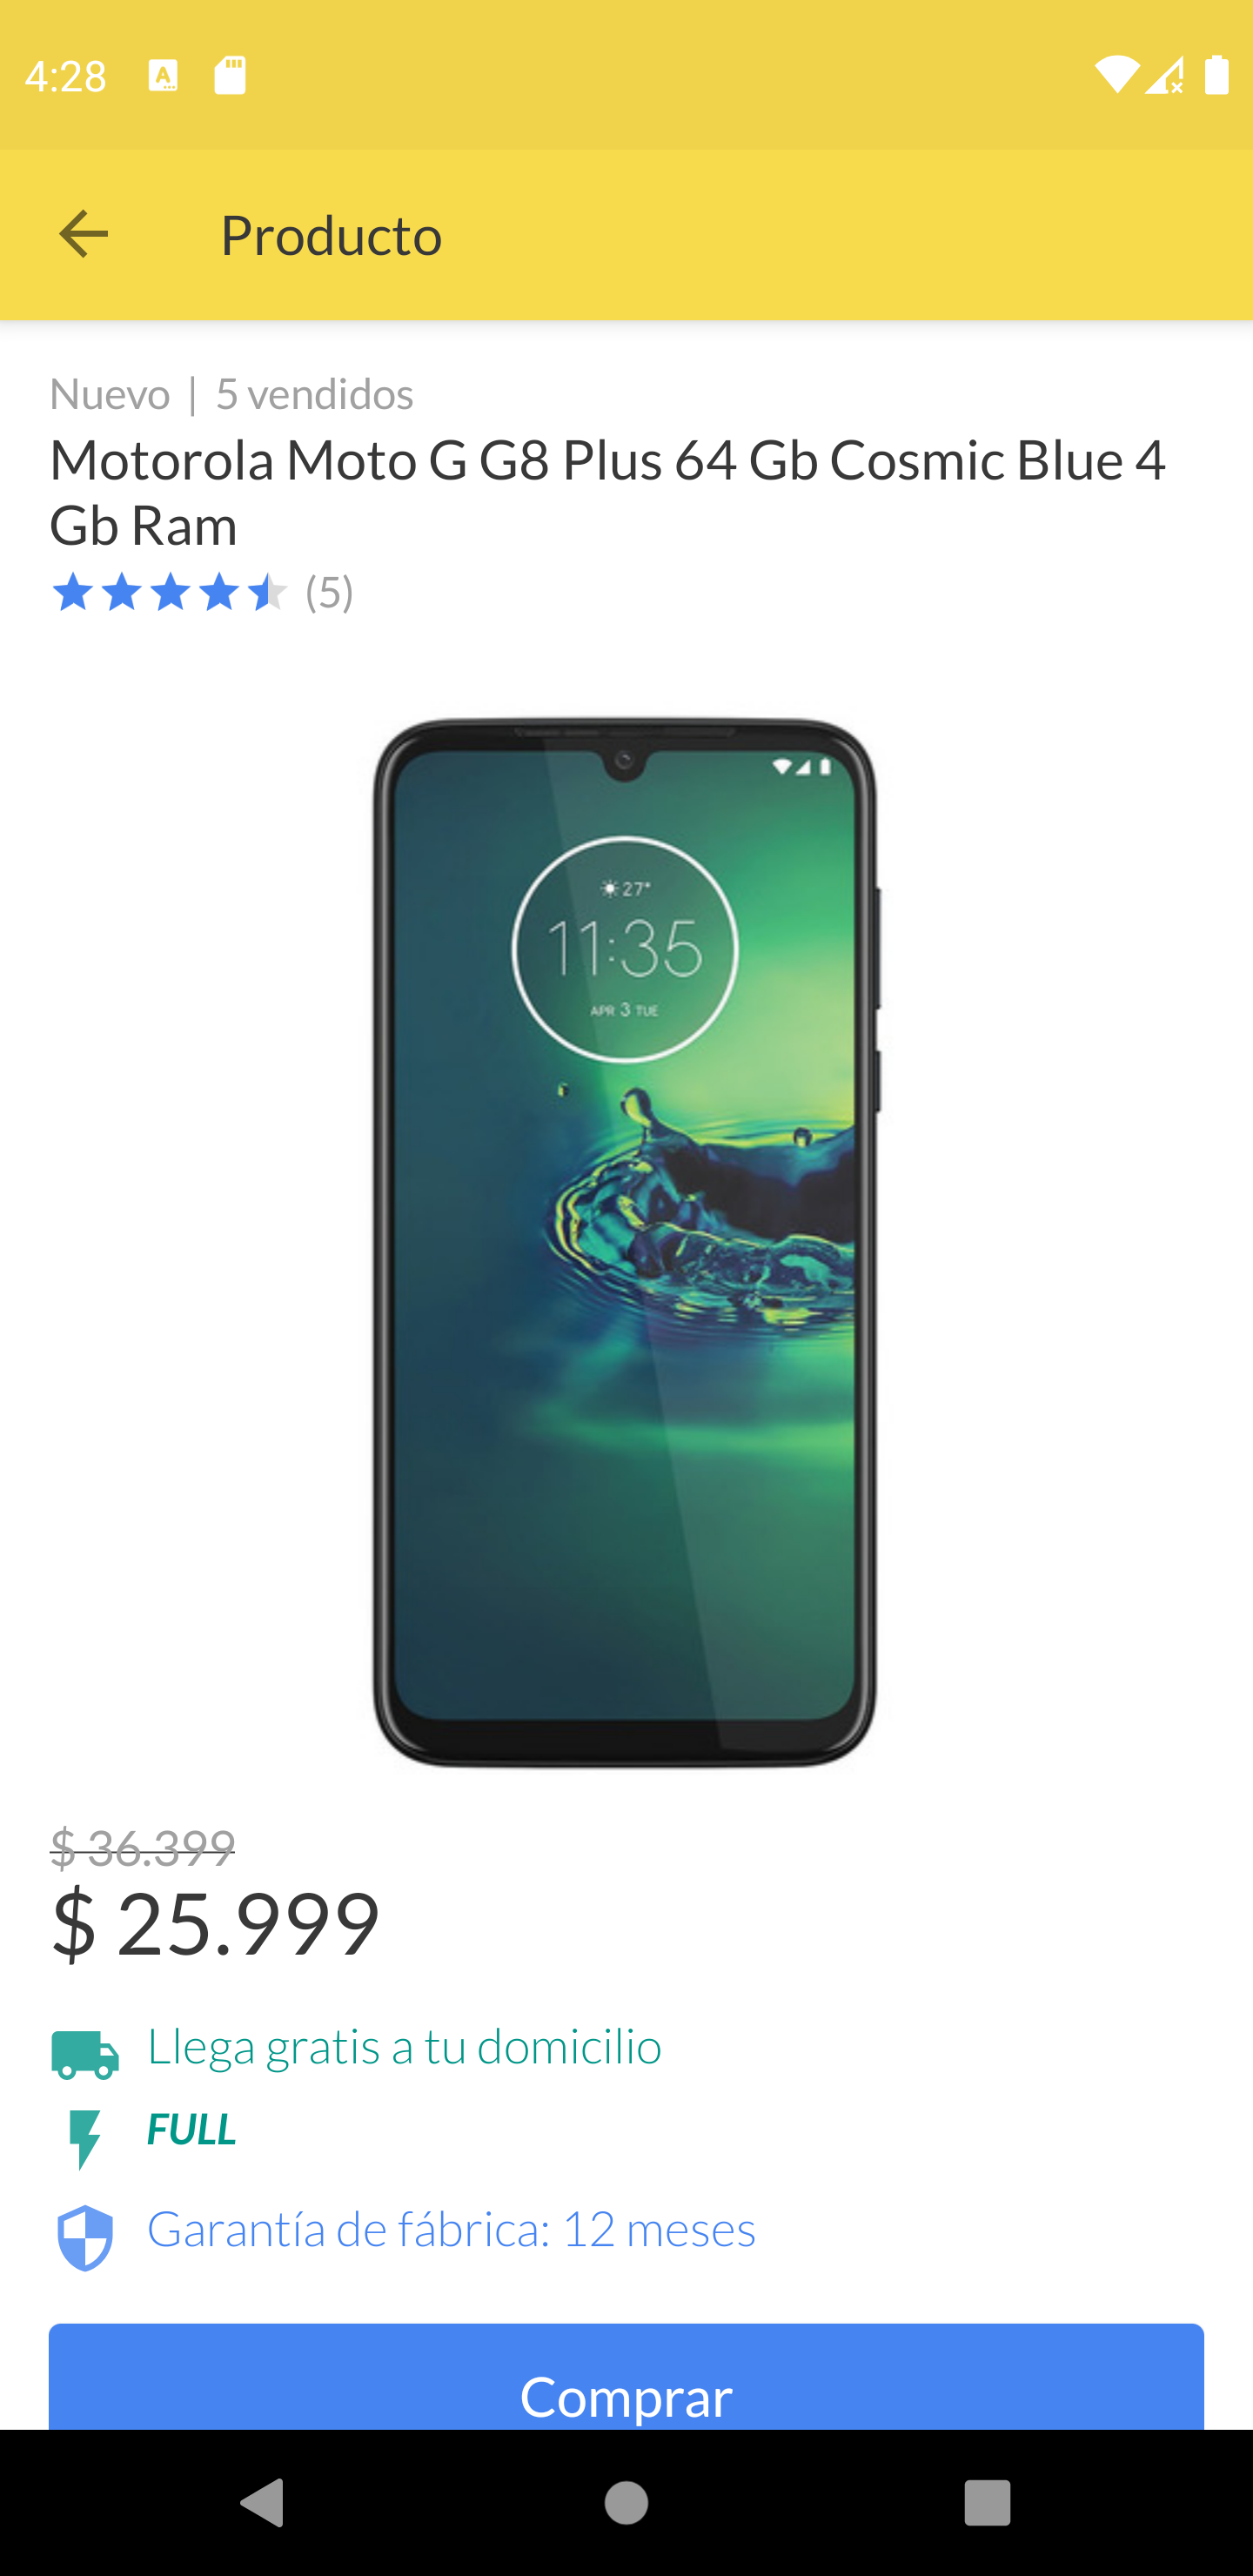 4:28
Producto
Nuevo | 5 vendidos
Motorola Moto G G8 Plus 64 Gb Cosmic Blue 4
Gb Ram
(5)
27°
11:35
APR 3 TUE
$ 36.399
$ 25.999
Llega gratis a tu domicilio
FULL
Garantía de fábrica: 12 meses
Comprar